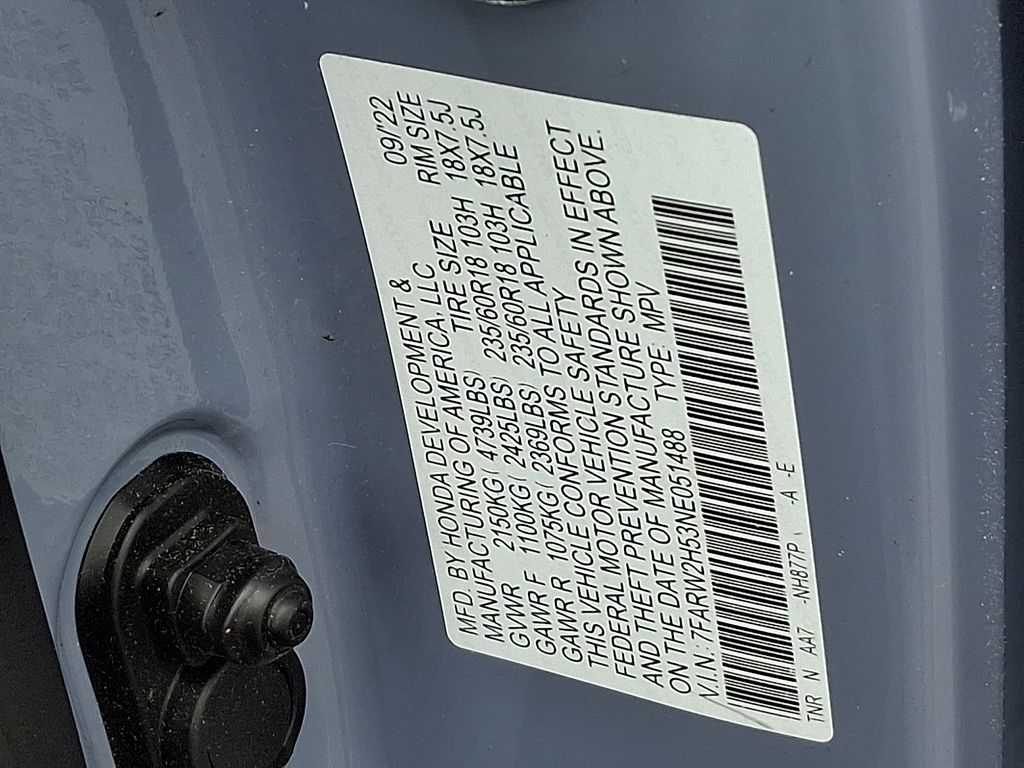 MFD. BY HONDA DEVELOPMENT & 09/'22
MANUFACTURING OF AMERICA, LLC RIM SIZE
GVWR 2150KG( 4739LBS) TIRE SIZE 18X7.5J
GAWR F 1100KG( 2425LBS) 235/60R18 103H 18X7.5J
GAWR R 1075KG( 2369LBS) 235/60R18 103H
THIS VEHICLE CONFORMS TO ALL APPLICABLE
FEDERAL MOTOR VEHICLE SAFETY
AND THEFT PREVENTION STANDARDS IN EFFECT
ON THE DATE OF MANUFACTURE SHOWN ABOVE.
V.I.N.: 7FARW2H53NE051488 TYPE: MPV
TNR N AA7 -NH877P -A -E